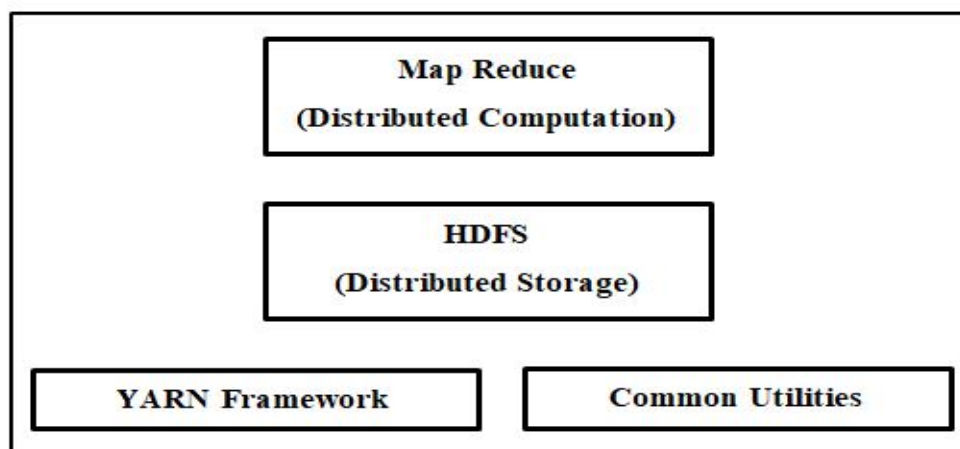 Map Reduce
(Distributed Computation)
HDFS
(Distributed Storage)
YARN Framework
Common Utilities